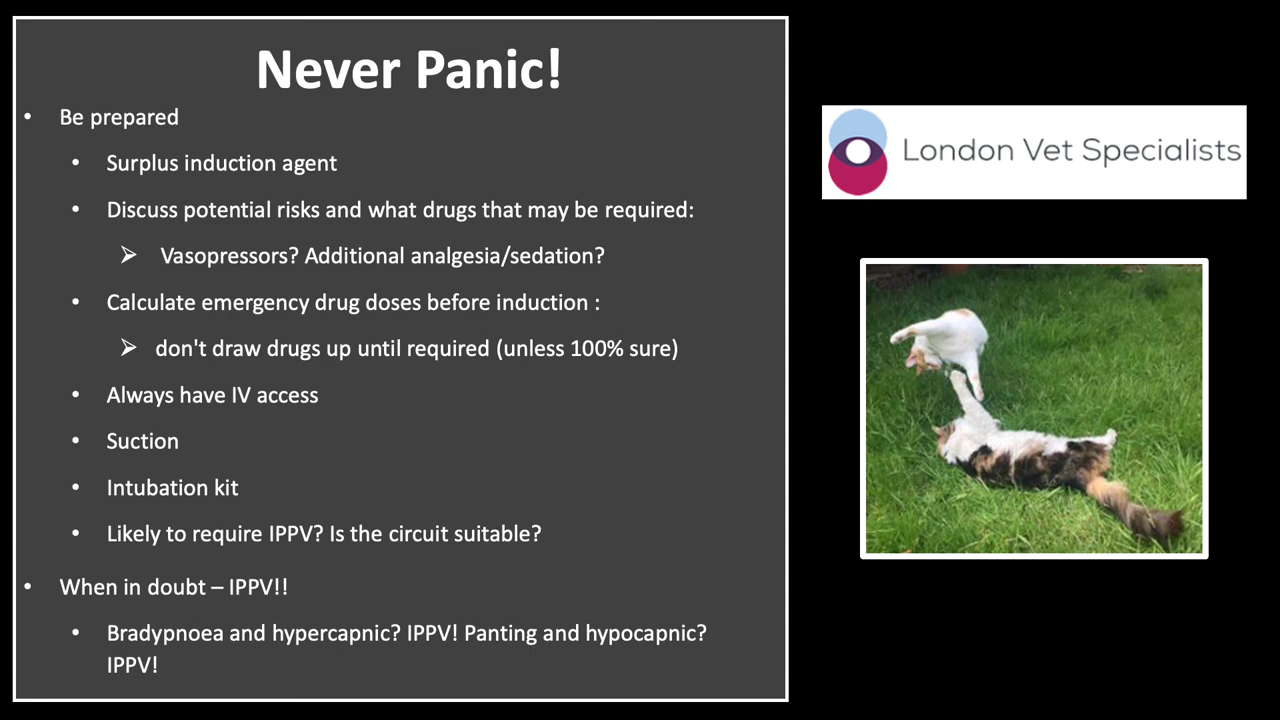 Never Panic!
• Be prepared
• Surplus induction agent
• Discuss potential risks and what drugs that may be required:
➢ Vasopressors? Additional analgesia/sedation?
• Calculate emergency drug doses before induction :
➢ don't draw drugs up until required (unless 100% sure)
• Always have IV access
• Suction
• Intubation kit
• Likely to require IPPV? Is the circuit suitable?
• When in doubt – IPPV!!
• Bradypnoea and hypercapnic? IPPV! Panting and hypocapnic?
IPPV!
London Vet Specialists